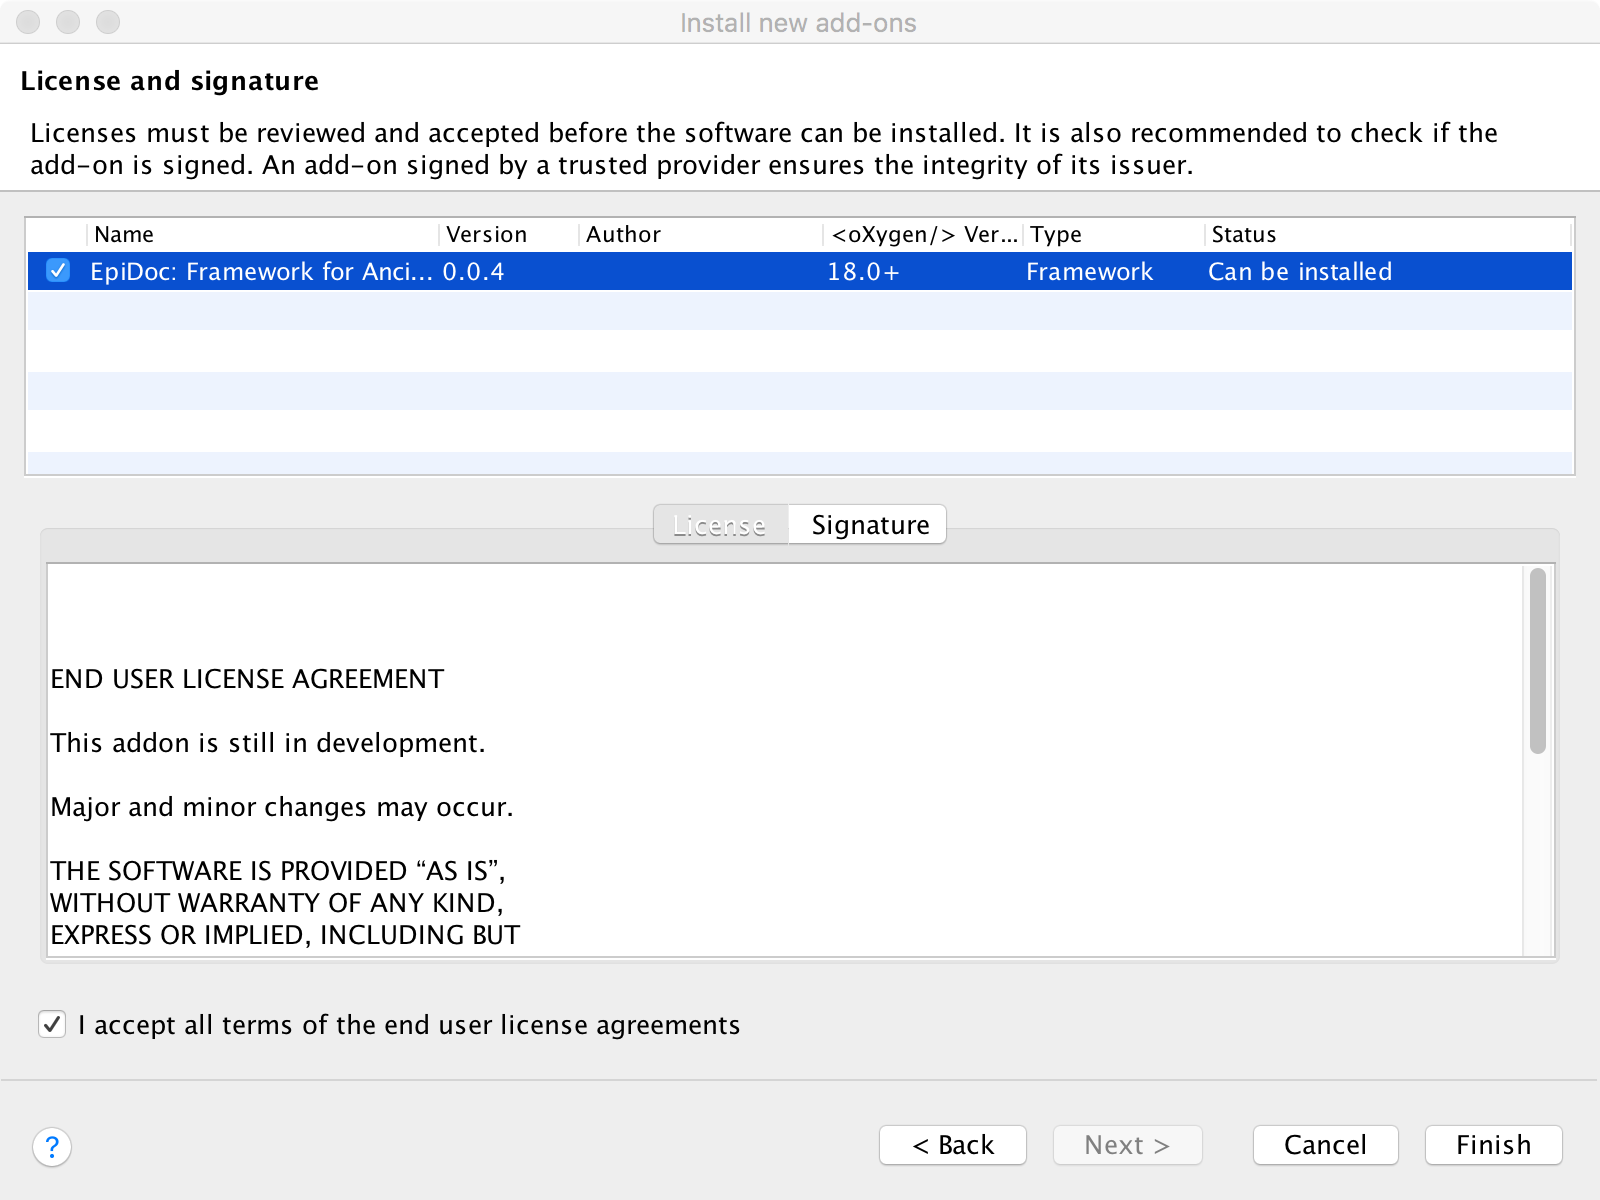 Install new add-ons
License and signature
Licenses must be reviewed and accepted before the software can be installed. It is also recommended to check if the
add-on is signed. An add-on signed by a trusted provider ensures the integrity of its issuer.
Name Version Author <oXygen/> Ver... Type Status
EpiDoc: Framework for Anci... 0.0.4 18.0+ Framework Can be installed
License Signature
END USER LICENSE AGREEMENT
This addon is still in development.
Major and minor changes may occur.
THE SOFTWARE IS PROVIDED “AS IS”,
WITHOUT WARRANTY OF ANY KIND,
EXPRESS OR IMPLIED, INCLUDING BUT
I accept all terms of the end user license agreements
? < Back Next > Cancel Finish